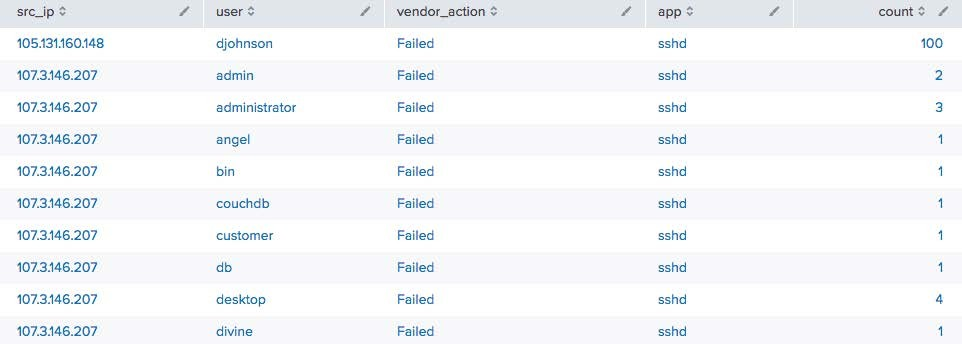 src_ip user vendor_action app count
105.131.160.148 djohnson Failed sshd 100
107.3.146.207 admin Failed sshd 2
107.3.146.207 administrator Failed sshd 3
107.3.146.207 angel Failed sshd 1
107.3.146.207 bin Failed sshd 1
107.3.146.207 couchdb Failed sshd 1
107.3.146.207 customer Failed sshd 1
107.3.146.207 db Failed sshd 1
107.3.146.207 desktop Failed sshd 4
107.3.146.207 divine Failed sshd 1